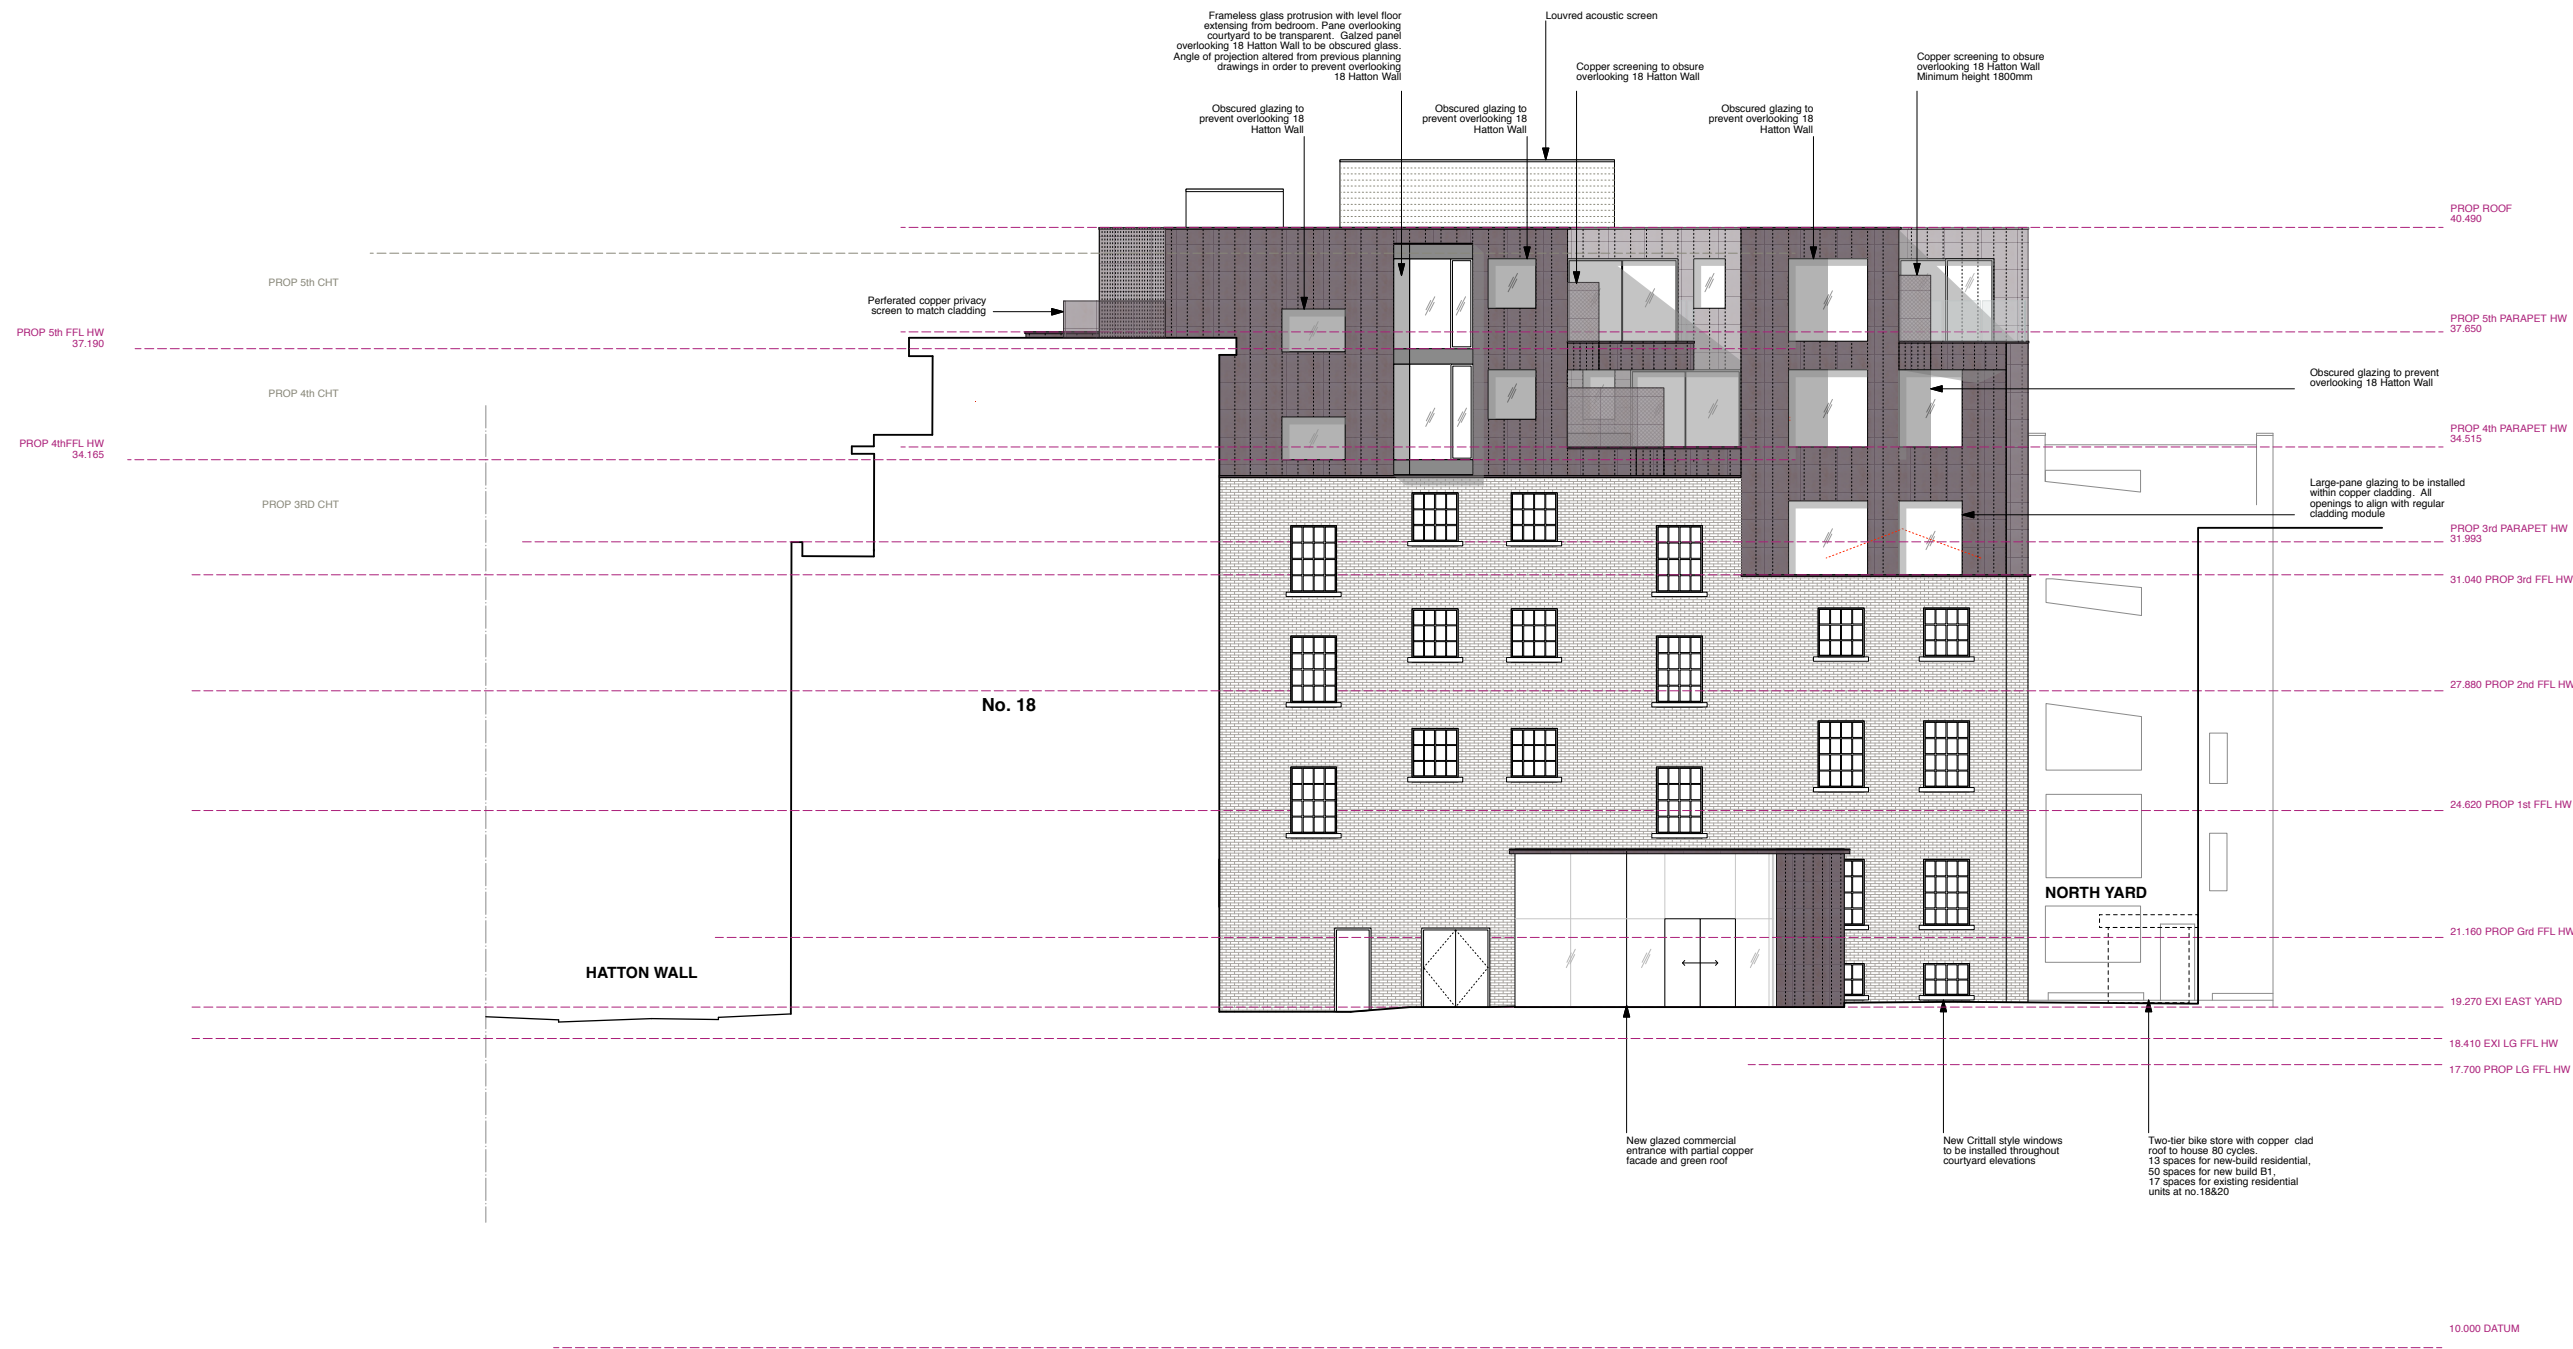 Frameless glass protrusion with level floor
extensing from bedroom. Pane overlooking
courtyard to be transparent. Galzed panel
overlooking 18 Hatton Wall to be obscured glass.
Angle of projection altered from previous planning
drawings in order to prevent overlooking
18 Hatton Wall
Louvred acoustic screen
Copper screening to obsure
overlooking 18 Hatton Wall
Copper screening to obsure
overlooking 18 Hatton Wall
Minimum height 1800mm
Obscured glazing to
prevent overlooking 18
Hatton Wall
Obscured glazing to
prevent overlooking 18
Hatton Wall
Obscured glazing to
prevent overlooking 18
Hatton Wall
PROP ROOF
40.490
PROP 5th CHT
Perferated copper privacy
screen to match cladding
PROP 5th FFL HW
37.190
PROP 5th PARAPET HW
37.650
Obscured glazing to prevent
overlooking 18 Hatton Wall
PROP 4th CHT
PROP 4thFFL HW
34.165
PROP 4th PARAPET HW
34.515
Large-pane glazing to be installed
within copper cladding. All
openings to align with regular
cladding module
PROP 3RD CHT
PROP 3rd PARAPET HW
31.993
31.040 PROP 3rd FFL HW
27.880 PROP 2nd FFL HW
No. 18
24.620 PROP 1st FFL HW
NORTH YARD
21.160 PROP Grd FFL HW
HATTON WALL
19.270 EXI EAST YARD
18.410 EXI LG FFL HW
17.700 PROP LG FFL HW
New glazed commercial
entrance with partial copper
facade and green roof
New Crittall style windows
to be installed throughout
courtyard elevations
Two-tier bike store with copper clad
roof to house 80 cycles.
13 spaces for new-build residential,
50 spaces for new build B1,
17 spaces for existing residential
units at no.18&20
10.000 DATUM